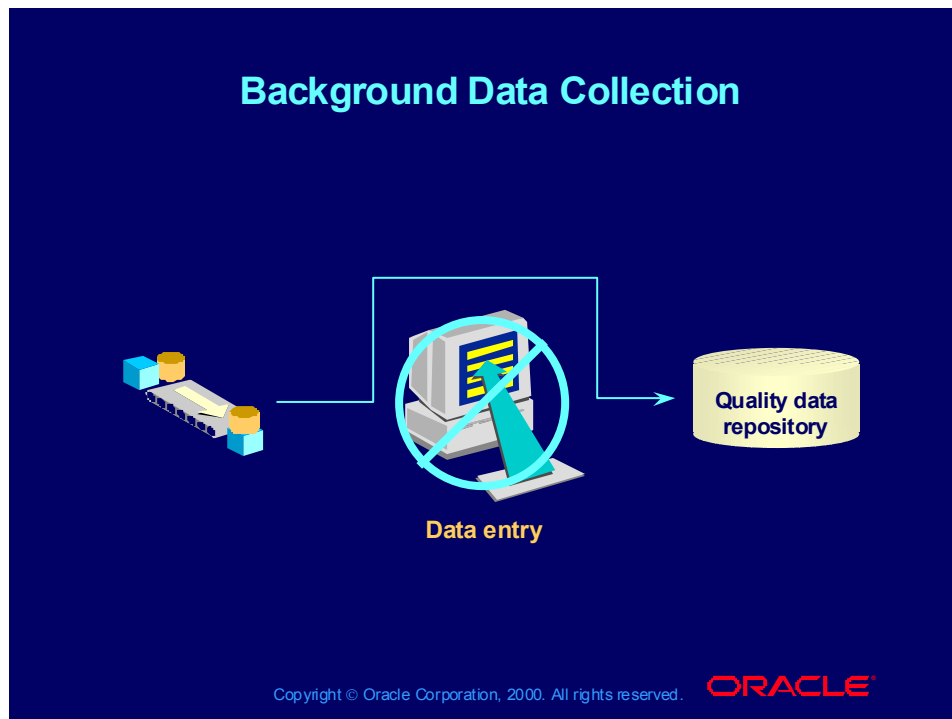 Background Data Collection
Quality data
repository
Data entry
Copyright © Oracle Corporation, 2000. All rights reserved.
ORACLE®